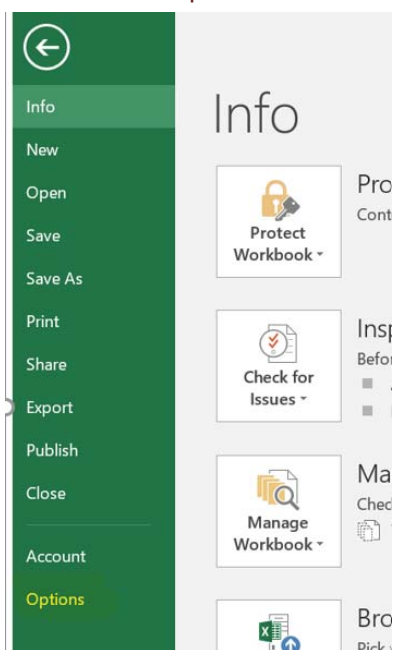 Info
New
Open
Save
Save As
Print
Share
Export
Publish
Close
Account
Options
Info
Protect
Workbook
Check for
Issues
Manage
Workbook